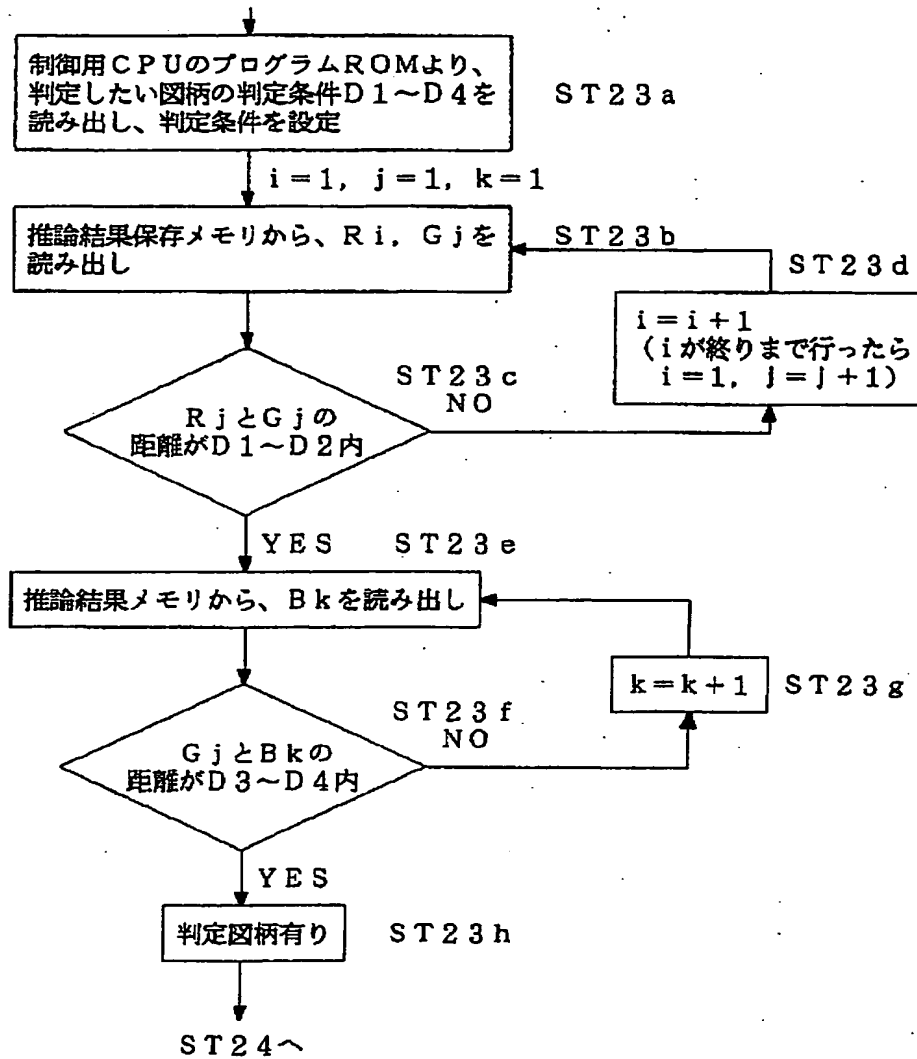 制御用CPUのプログラムROMより、
判定したい図柄の判定条件D1～D4を
読み出し、判定条件を設定
ST23a
i=1, j=1, k=1
推論結果保存メモリから、Ri, Gjを
読み出し
ST23b
ST23d
i=i+1
(iが終りまで行ったら
i=1, j=j+1)
ST23c
NO
RjとGjの
距離がD1～D2内
YES
ST23e
推論結果メモリから、Bkを読み出し
k=k+1
ST23g
ST23f
NO
GjとBkの
距離がD3～D4内
YES
判定図柄有り
ST23h
ST24へ